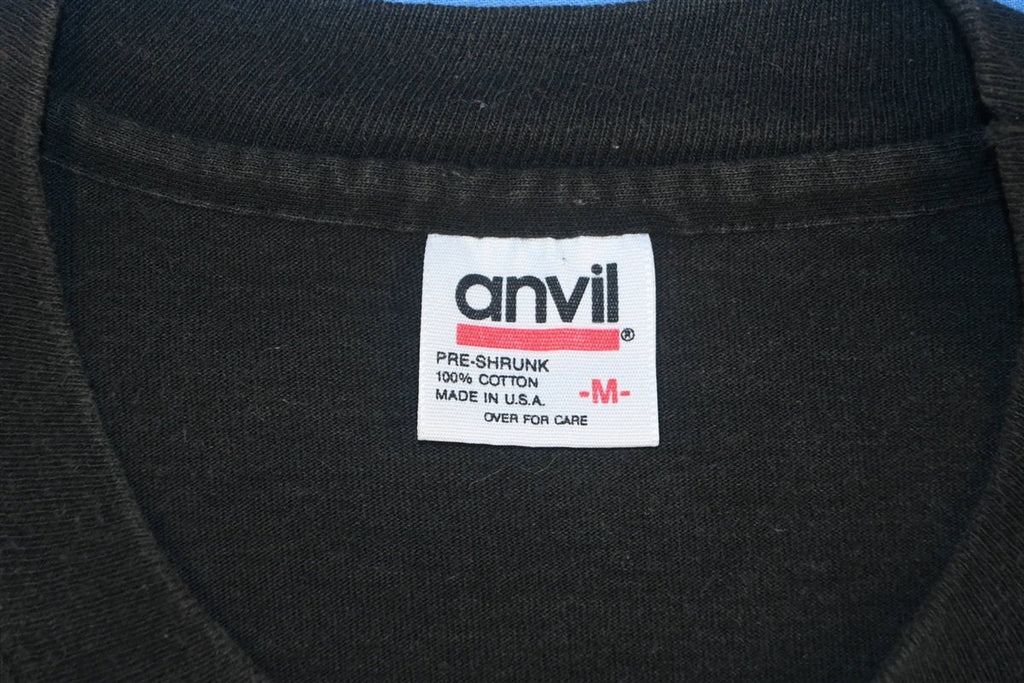 anvil®
PRE-SHRUNK
100% COTTON
MADE IN U.S.A.
-M-
OVER FOR CARE